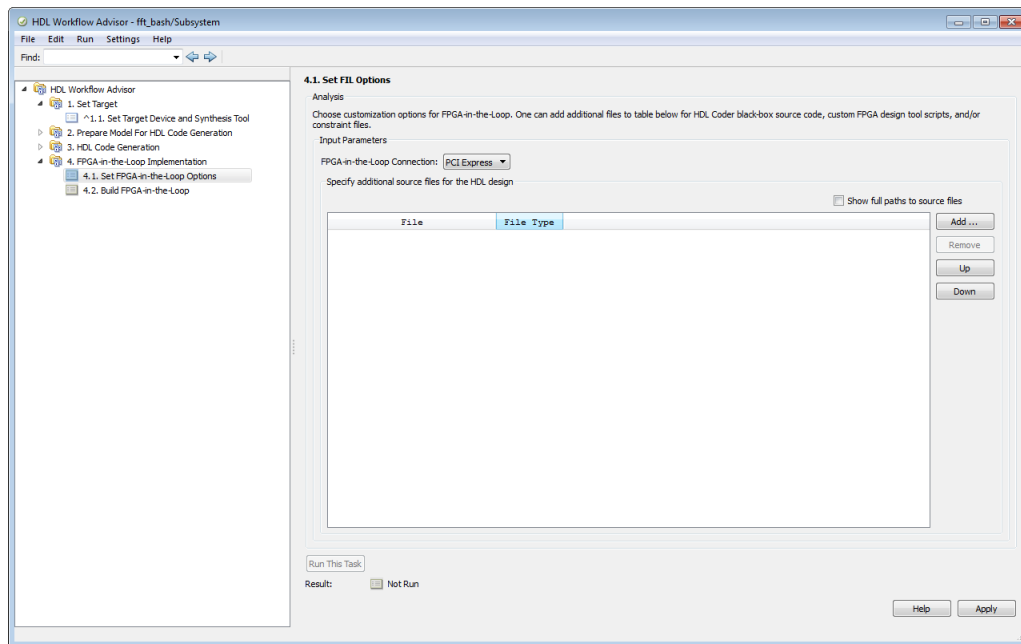 HDL Workflow Advisor - fft_bash/Subsystem
File Edit Run Settings Help
Find:
HDL Workflow Advisor
1. Set Target
^1.1. Set Target Device and Synthesis Tool
2. Prepare Model For HDL Code Generation
3. HDL Code Generation
4. FPGA-in-the-Loop Implementation
4.1. Set FPGA-in-the-Loop Options
4.2. Build FPGA-in-the-Loop
4.1. Set FIL Options
Analysis
Choose customization options for FPGA-in-the-Loop. One can add additional files to table below for HDL Coder black-box source code, custom FPGA design tool scripts, and/or
constraint files.
Input Parameters
FPGA-in-the-Loop Connection: PCI Express
Specify additional source files for the HDL design
Show full paths to source files
File File Type
Add ...
Remove
Up
Down
Run This Task
Result: Not Run
Help Apply